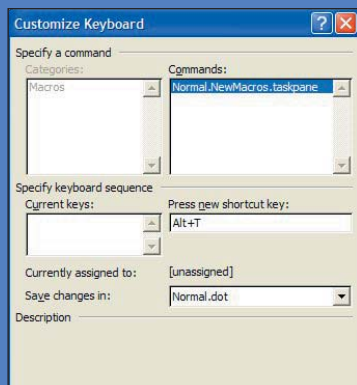 Customize Keyboard
Specify a command
Categories: Commands:
Macros Normal.NewMacros.taskpane
Specify keyboard sequence
Current keys: Press new shortcut key:
Alt+T
Currently assigned to: [unassigned]
Save changes in: Normal.dot
Description